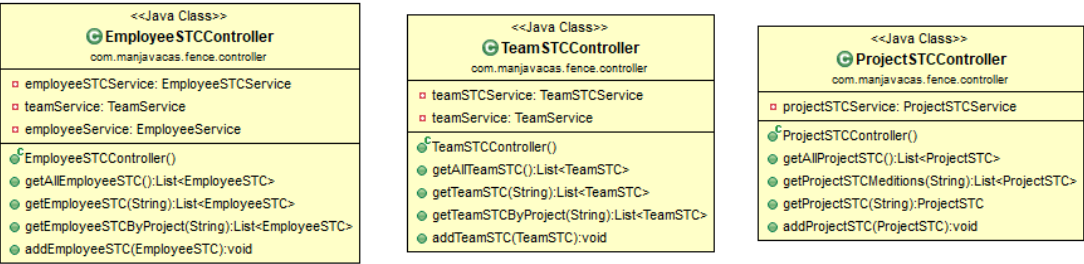 <<Java Class>>
EmployeeSTCController
com.manjavacas.fence.controller
employeeSTCService: EmployeeSTCService
teamService: TeamService
employeeService: EmployeeService
EmployeeSTCController()
getAllEmployeeSTC():List<EmployeeSTC>
getEmployeeSTC(String):List<EmployeeSTC>
getEmployeeSTCByProject(String):List<EmployeeSTC>
addEmployeeSTC(EmployeeSTC):void
<<Java Class>>
TeamSTCController
com.manjavacas.fence.controller
teamSTCService: TeamSTCService
teamService: TeamService
TeamSTCController()
getAllTeamSTC():List<TeamSTC>
getTeamSTC(String):List<TeamSTC>
getTeamSTCByProject(String):List<TeamSTC>
addTeamSTC(TeamSTC):void
<<Java Class>>
ProjectSTCController
com.manjavacas.fence.controller
projectSTCService: ProjectSTCService
ProjectSTCController()
getAllProjectSTC():List<ProjectSTC>
getProjectSTCMeditions(String):List<ProjectSTC>
getProjectSTC(String):ProjectSTC
addProjectSTC(ProjectSTC):void